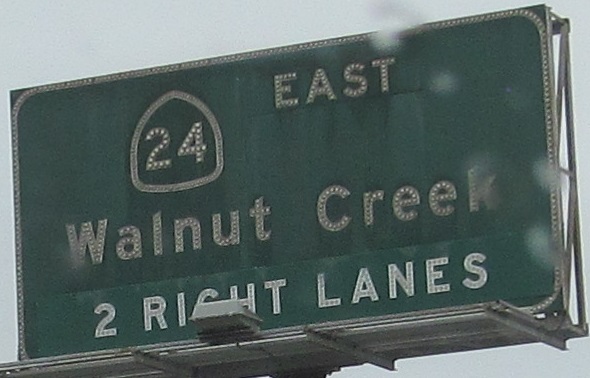 EAST
24
Walnut Creek
2 RIGHT LANES